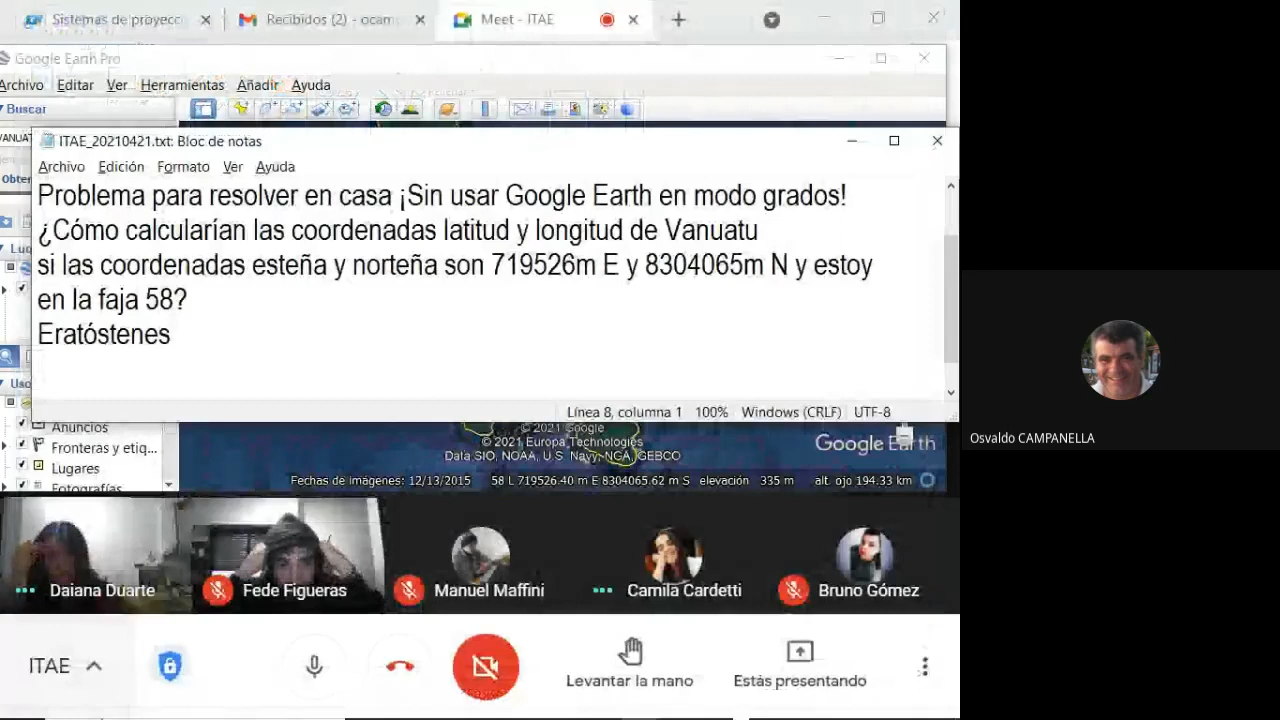 Sistemas de proyecc
Recibidos (2) - ocam
Meet - ITAE
Google Earth Pro
Archivo Editar Ver Herramientas Añadir Ayuda
Buscar
VANUAT
Obter
ITAE_20210421.txt: Bloc de notas
Archivo Edición Formato Ver Ayuda
Problema para resolver en casa ¡Sin usar Google Earth en modo grados!
¿Cómo calcularían las coordenadas latitud y longitud de Vanuatu
si las coordenadas esteña y norteña son 719526m E y 8304065m N y estoy
en la faja 58?
Eratóstenes
Línea 8, columna 1 100% Windows (CRLF) UTF-8
Lug
Uso
Anuncios
Fronteras y etiq...
Lugares
Fotografías
© 2021 Google
© 2021 Europa Technologies
Data SIO, NOAA, U.S. Navy, NGA, GEBCO
Google Earth
Fechas de imágenes: 12/13/2015 58 L 719526.40 m E 8304065.62 m S elevación 335 m alt. ojo 194.33 km
Osvaldo CAMPANELLA
Daiana Duarte
Fede Figueras
Manuel Maffini
Camila Cardetti
Bruno Gómez
ITAE
Levantar la mano
Estás presentando